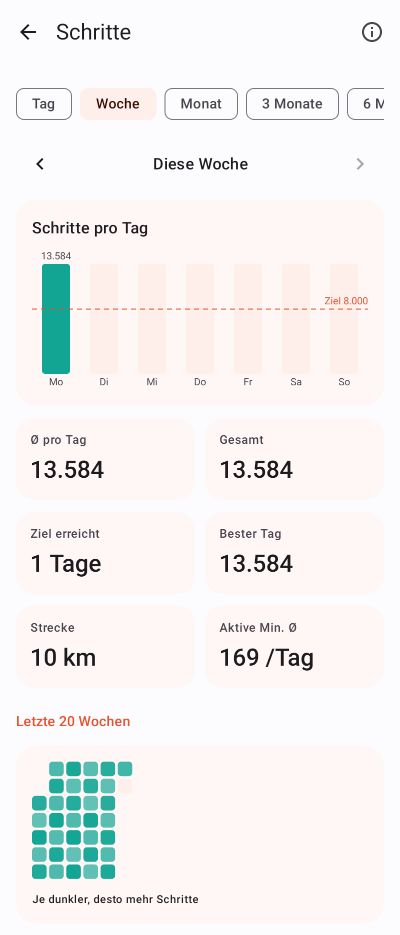 Schritte
Tag Woche Monat 3 Monate 6 M
Diese Woche
Schritte pro Tag
13.584
Ziel 8.000
Mo Di Mi Do Fr Sa So
Ø pro Tag
13.584
Gesamt
13.584
Ziel erreicht
1 Tage
Bester Tag
13.584
Strecke
10 km
Aktive Min. Ø
169 /Tag
Letzte 20 Wochen
Je dunkler, desto mehr Schritte